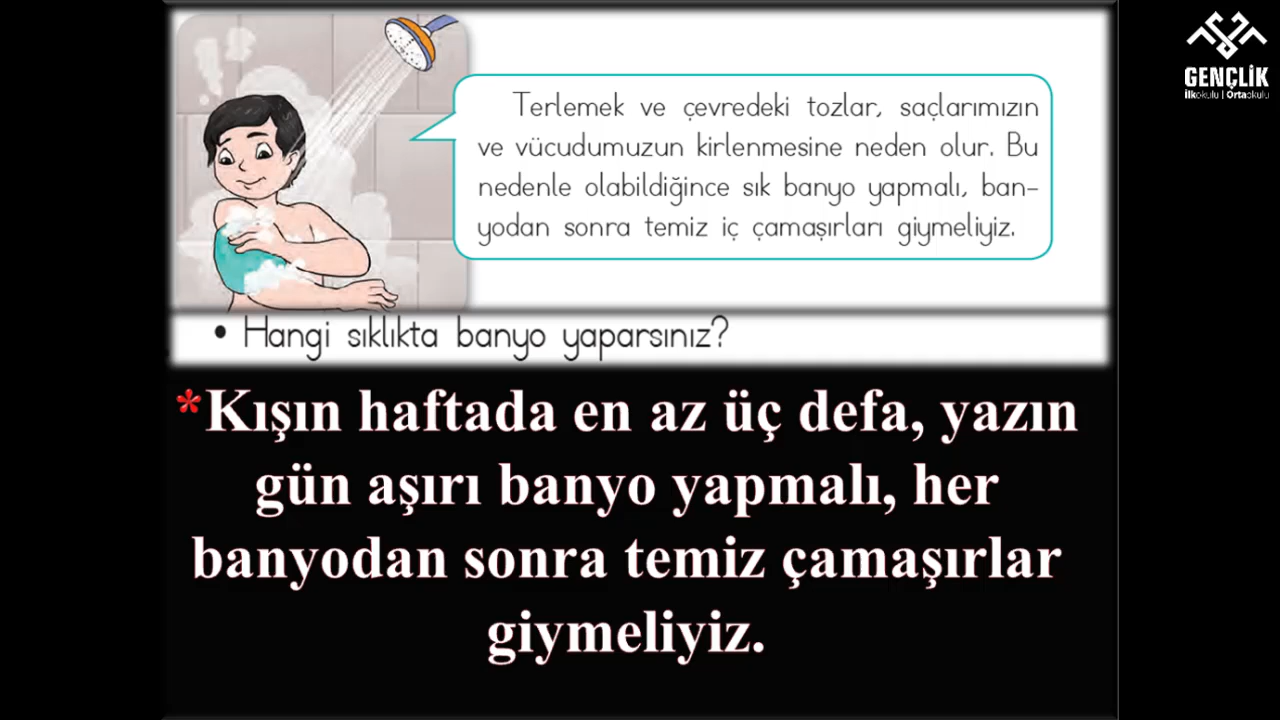 GENÇLİK
İlkokulu | Ortaokulu
Terlemek ve çevredeki tozlar, saçlarımızın
ve vücudumuzun kirlenmesine neden olur. Bu
nedenle olabildiğince sık banyo yapmalı, ban-
yodan sonra temiz iç çamaşırları giymeliyiz.
• Hangi sıklıkta banyo yaparsınız?
*Kışın haftada en az üç defa, yazın
gün aşırı banyo yapmalı, her
banyodan sonra temiz çamaşırlar
giymeliyiz.